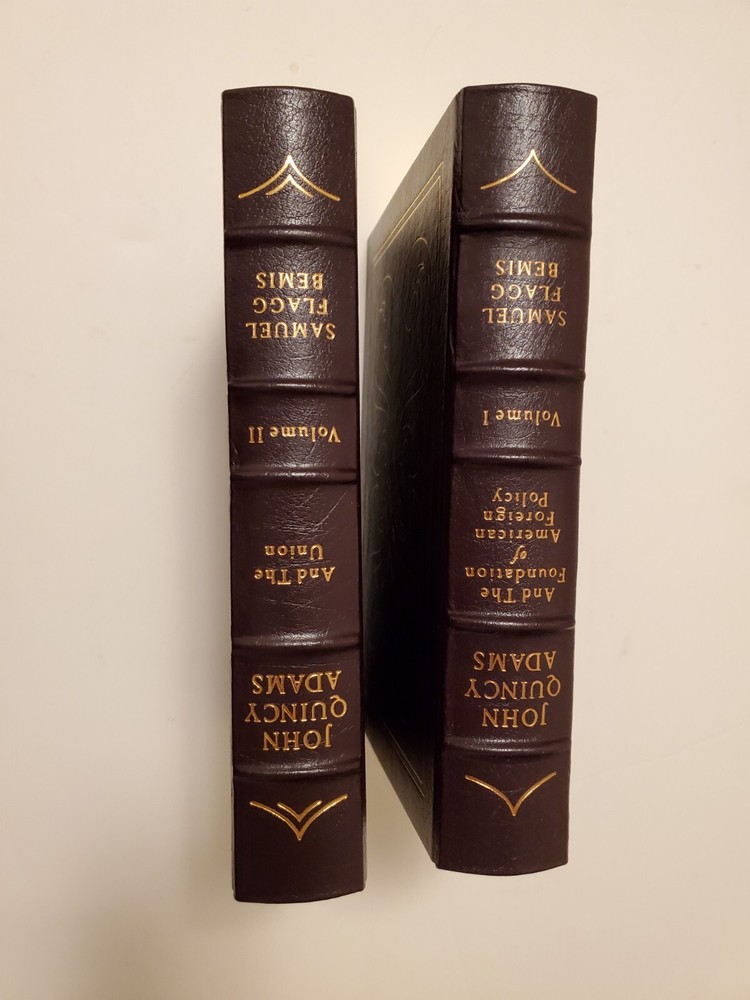 JOHN
QUINCY
ADAMS
And The
Foundation
of
American
Foreign
Policy
Volume I
SAMUEL
FLAGG
BEMIS
JOHN
QUINCY
ADAMS
And The
Union
Volume II
SAMUEL
FLAGG
BEMIS